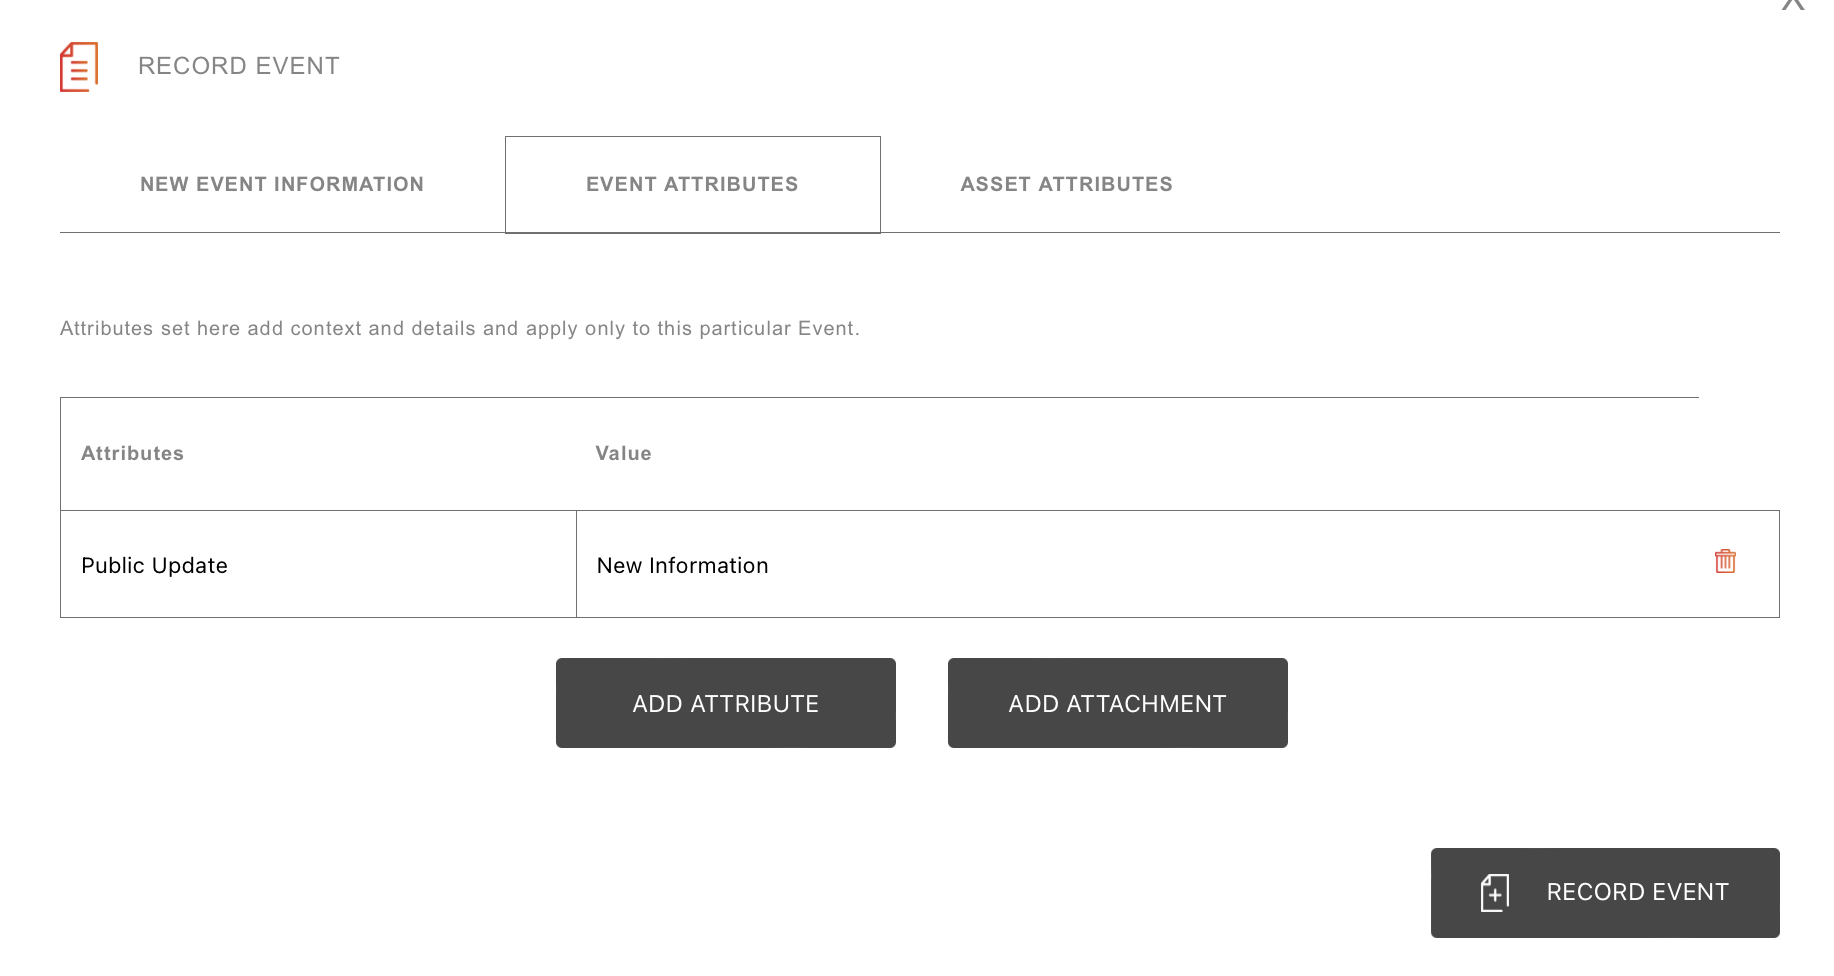 X
RECORD EVENT
NEW EVENT INFORMATION
EVENT ATTRIBUTES
ASSET ATTRIBUTES
Attributes set here add context and details and apply only to this particular Event.
Attributes
Value
Public Update
New Information
ADD ATTRIBUTE
ADD ATTACHMENT
RECORD EVENT